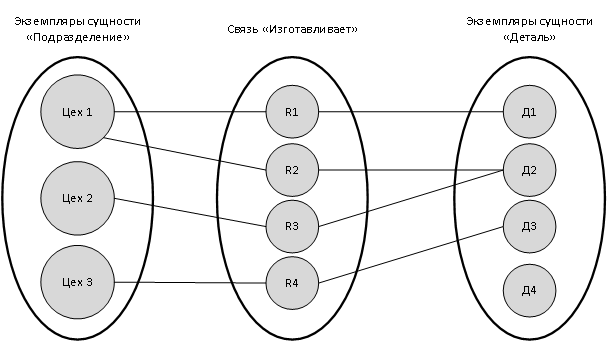 Экземпляры сущности
«Подразделение»
Связь «Изготавливает»
Экземпляры сущности
«Деталь»
Цех 1
R1
Д1
R2
Д2
Цех 2
R3
Д3
Цех 3
R4
Д4